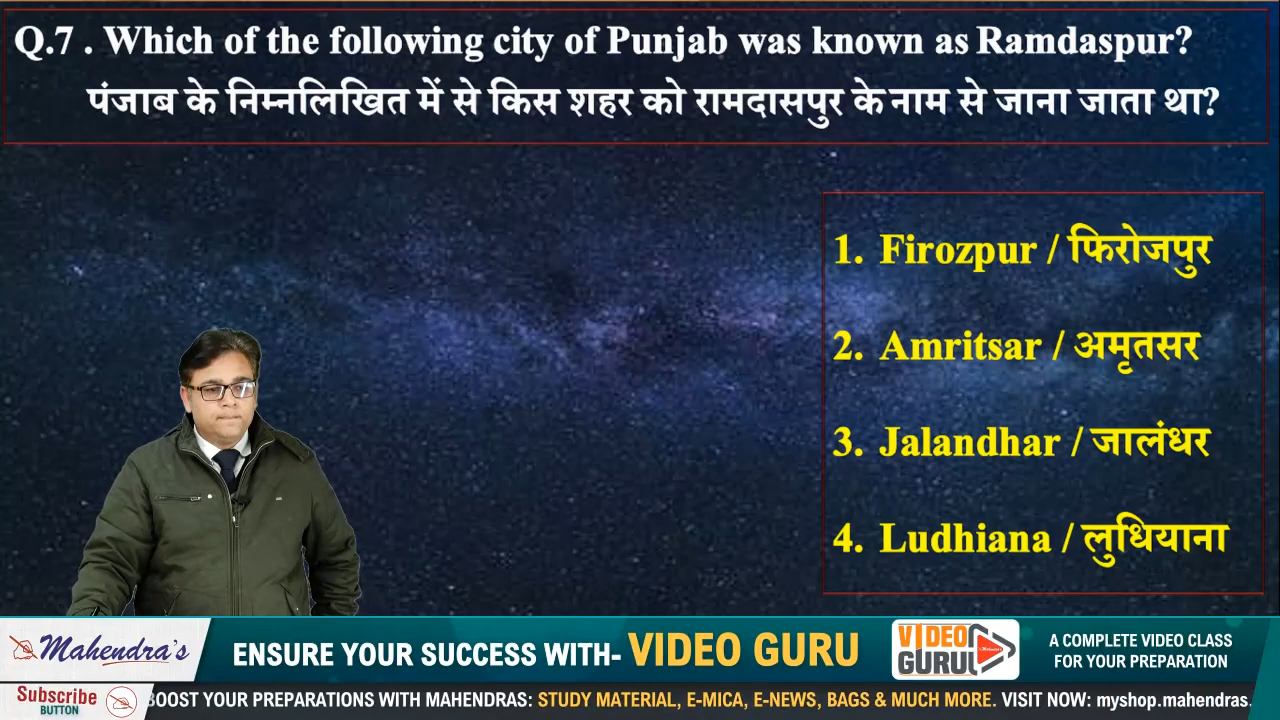 Q.7 . Which of the following city of Punjab was known as Ramdaspur?
पंजाब के निम्नलिखित में से किस शहर को रामदासपुर के नाम से जाना जाता था?
1. Firozpur / फिरोजपुर
2. Amritsar / अमृतसर
3. Jalandhar / जालंधर
4. Ludhiana / लुधियाना
Mahendra's
ENSURE YOUR SUCCESS WITH- VIDEO GURU
VIDEO
GURU
A COMPLETE VIDEO CLASS
FOR YOUR PREPARATION
Subscribe
BUTTON
BOOST YOUR PREPARATIONS WITH MAHENDRAS: STUDY MATERIAL, E-MICA, E-NEWS, BAGS & MUCH MORE. VISIT NOW: myshop.mahendras.